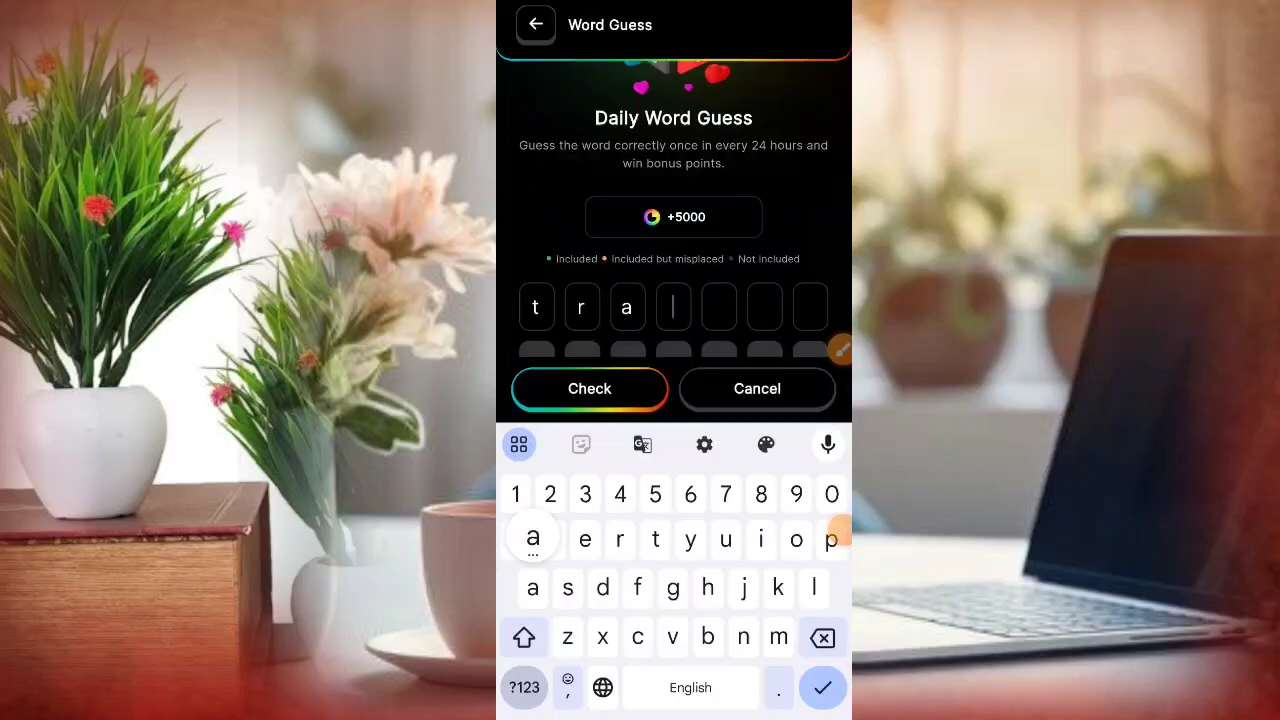 Word Guess
Daily Word Guess
Guess the word correctly once in every 24 hours and
win bonus points.
+5000
Included Included but misplaced Not included
t r a
Check Cancel
1 2 3 4 5 6 7 8 9 0
a e r t y u i o p
a s d f g h j k l
z x c v b n m
?123 , English .